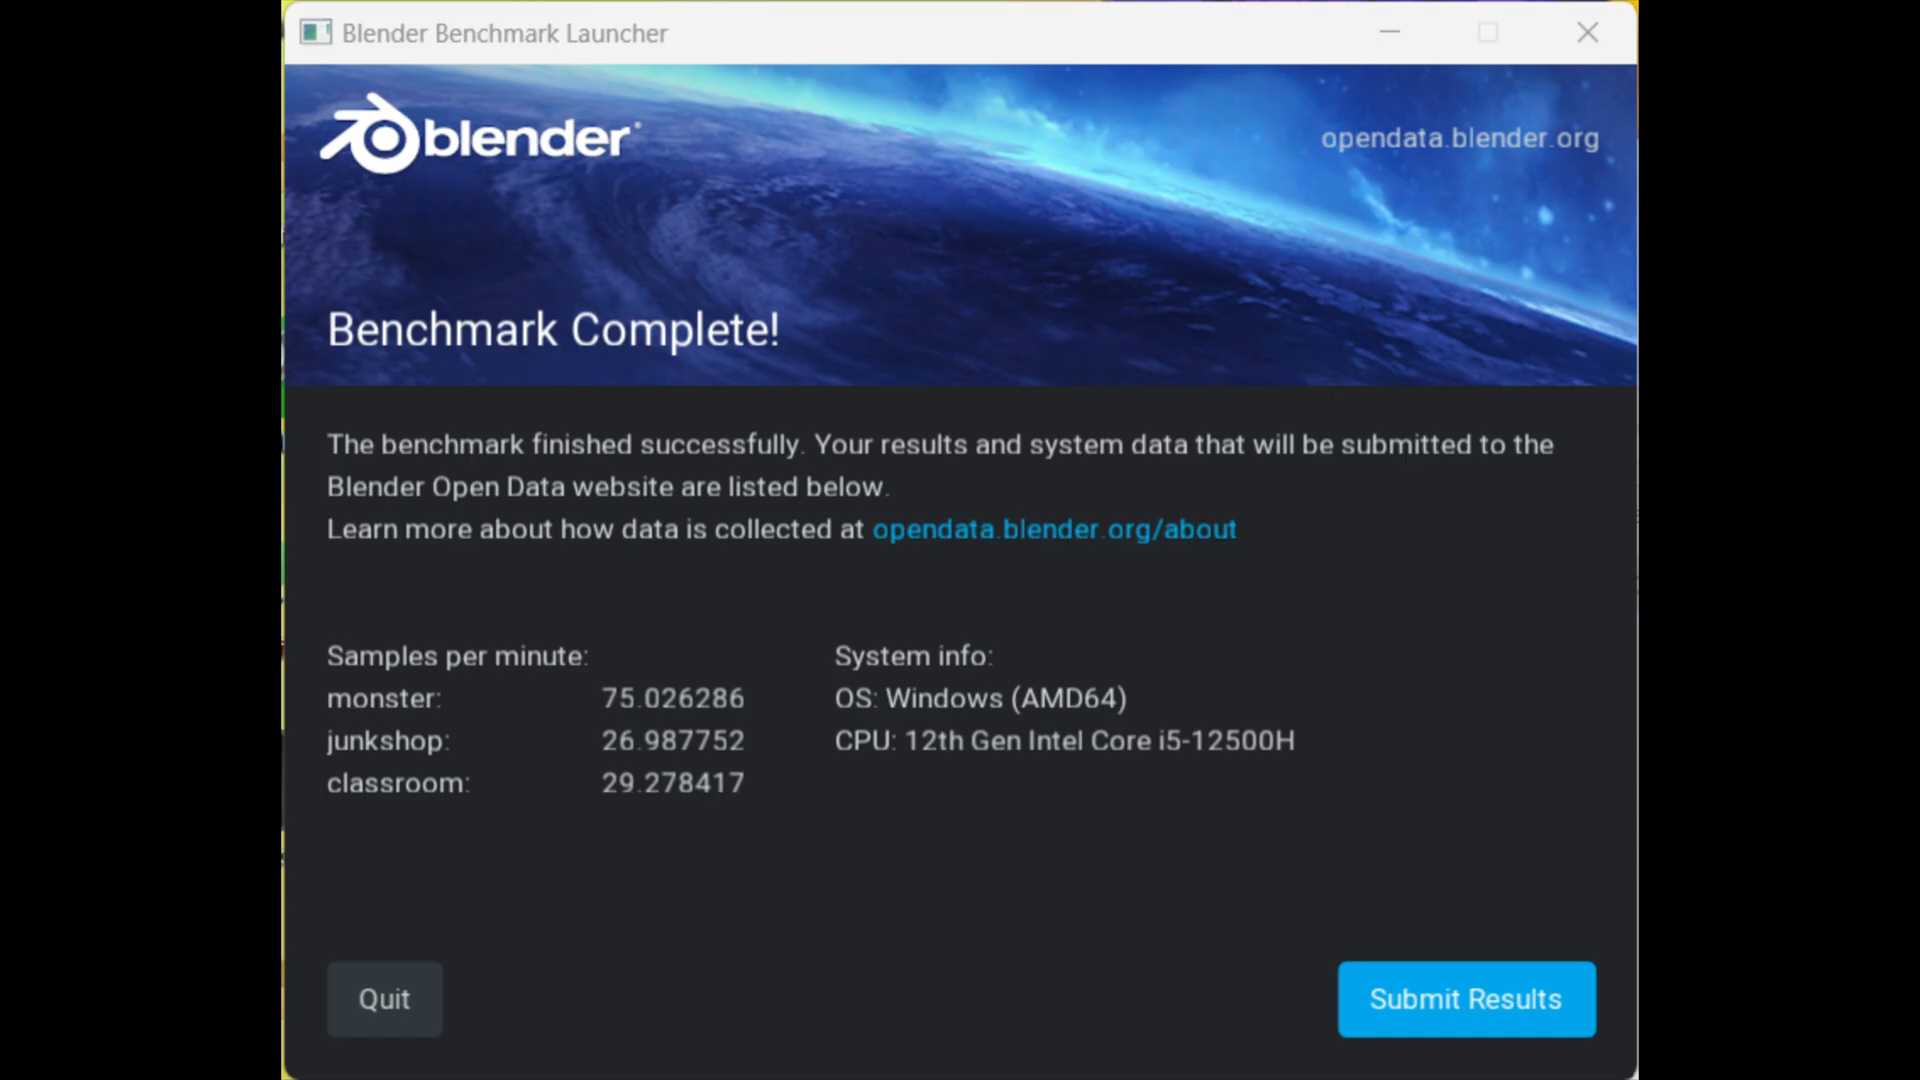 Blender Benchmark Launcher
blender
opendata.blender.org
Benchmark Complete!
The benchmark finished successfully. Your results and system data that will be submitted to the
Blender Open Data website are listed below.
Learn more about how data is collected at opendata.blender.org/about
Samples per minute:
monster: 75.026286
junkshop: 26.987752
classroom: 29.278417
System info:
OS: Windows (AMD64)
CPU: 12th Gen Intel Core i5-12500H
Quit
Submit Results